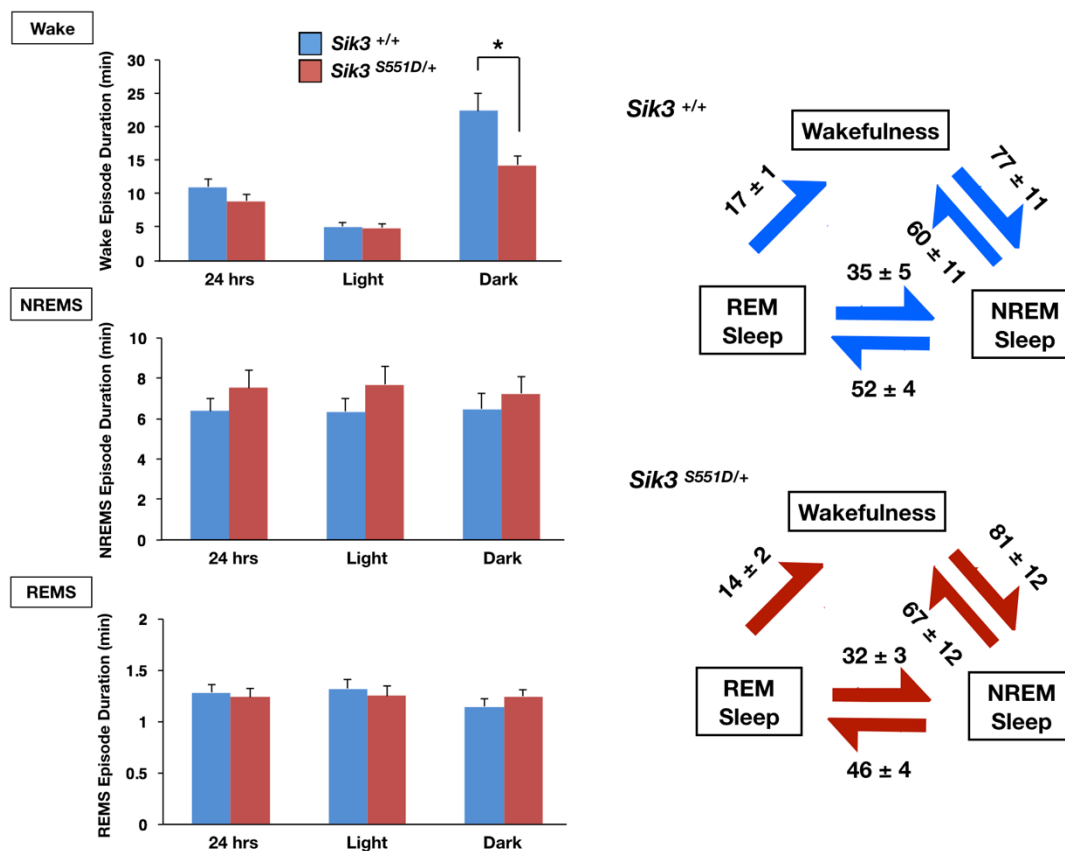 Wake
Sik3 +/+
Sik3 S551D/+
*
Wake Episode Duration (min)
30
25
20
15
10
5
0
24 hrs
Light
Dark
NREMS
NREMS Episode Duration (min)
10
8
6
4
2
0
24 hrs
Light
Dark
REMS
REMS Episode Duration (min)
2
1.5
1
0.5
0
24 hrs
Light
Dark
Sik3 +/+
Wakefulness
17 ± 1
77 ± 11
60 ± 11
35 ± 5
REM
Sleep
NREM
Sleep
52 ± 4
Sik3 S551D/+
Wakefulness
14 ± 2
81 ± 12
67 ± 12
32 ± 3
REM
Sleep
NREM
Sleep
46 ± 4